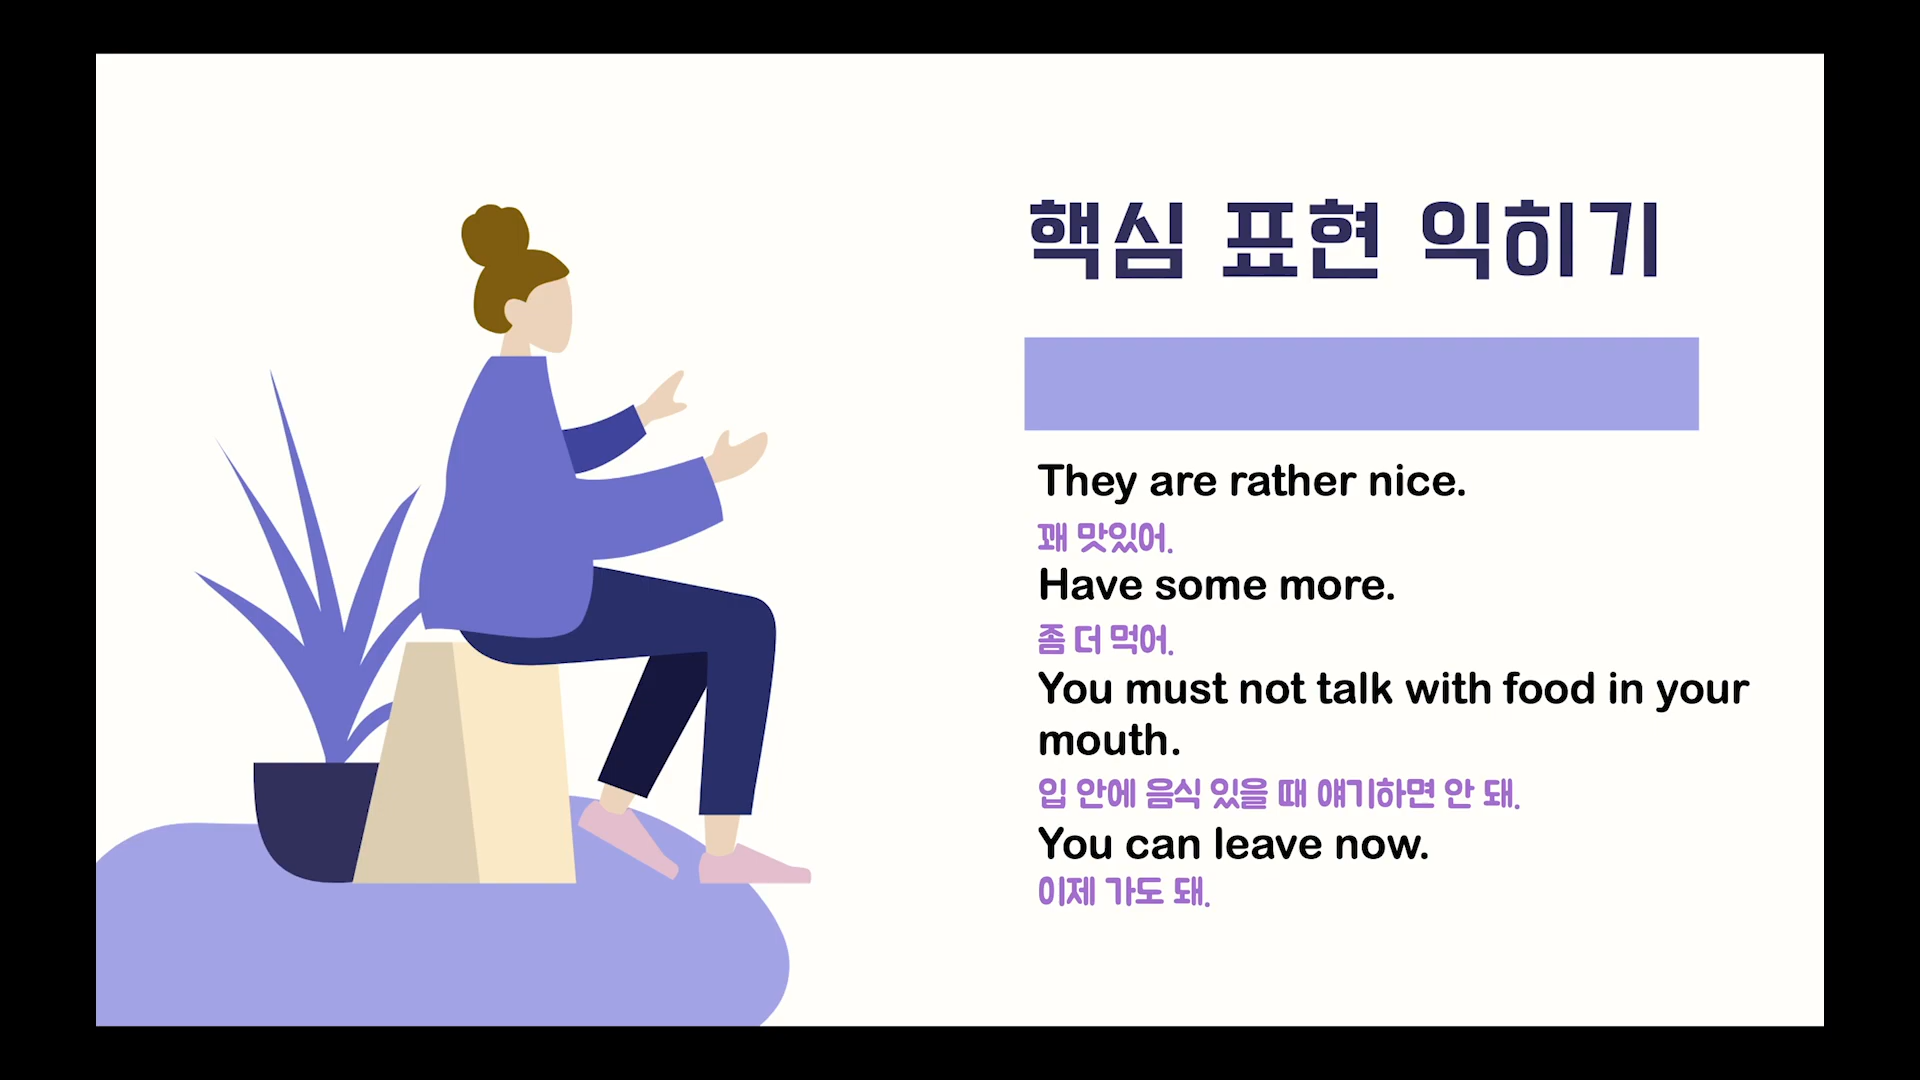 핵심 표현 익히기
They are rather nice.
꽤 맛있어.
Have some more.
좀 더 먹어.
You must not talk with food in your
mouth.
입 안에 음식 있을 때 얘기하면 안 돼.
You can leave now.
이제 가도 돼.